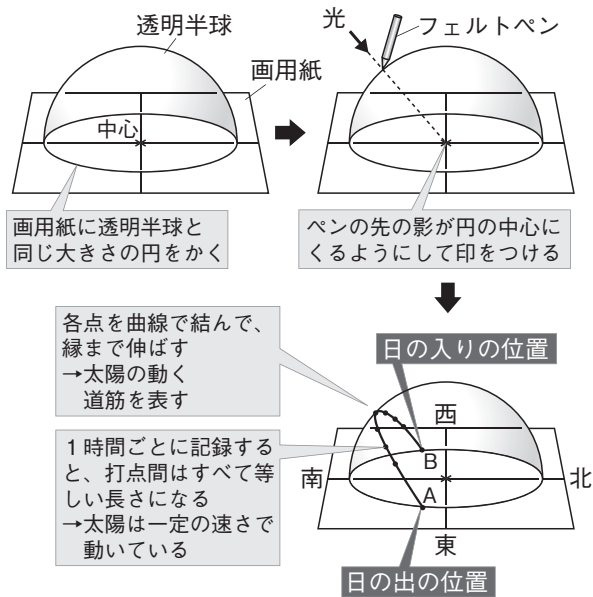 透明半球
画用紙
中心
画用紙に透明半球と
同じ大きさの円をかく
光
フェルトペン
ペンの先の影が円の中心に
くるようにして印をつける
各点を曲線で結んで、
縁まで伸ばす
→太陽の動く
道筋を表す
1時間ごとに記録する
と、打点間はすべて等
しい長さになる
→太陽は一定の速さで
動いている
日の入りの位置
西
B
南
北
A
東
日の出の位置